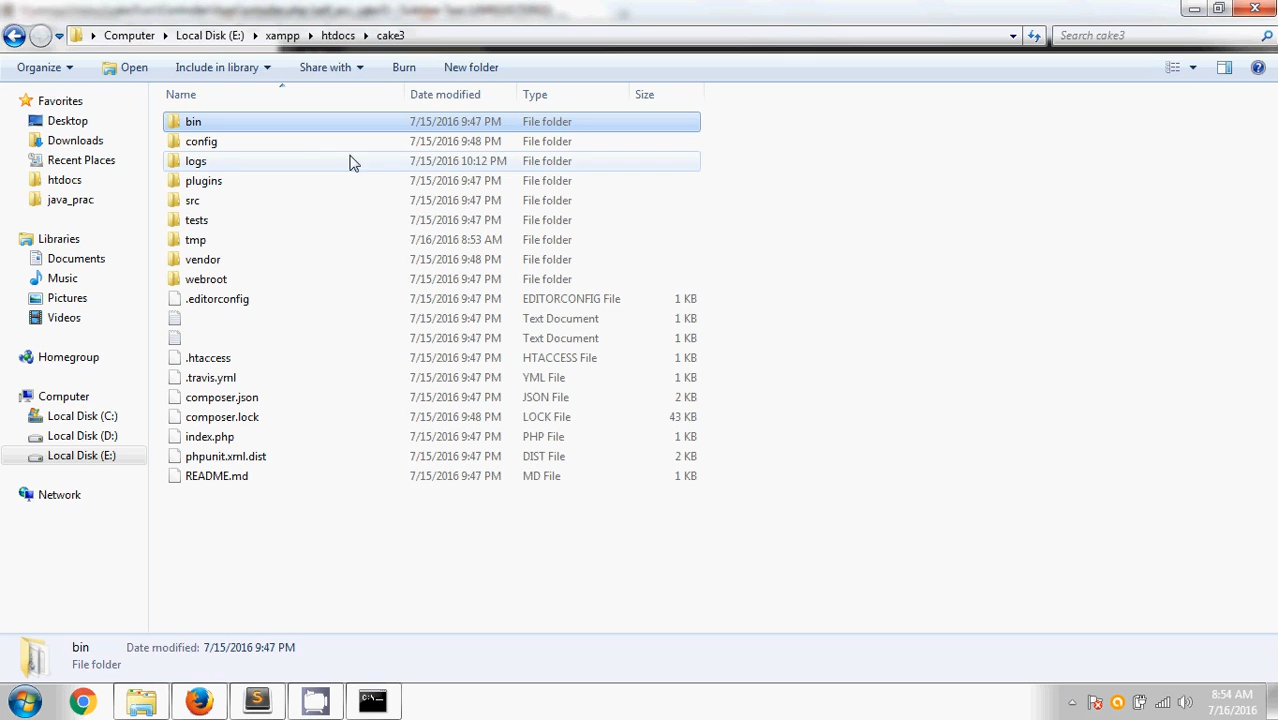 Computer Local Disk (E:) xampp htdocs cake3 Search cake3
Organize Open Include in library Share with Burn New folder
Name Date modified Type Size
Favorites
Desktop
Downloads
Recent Places
htdocs
java_prac
Libraries
Documents
Music
Pictures
Videos
Homegroup
Computer
Local Disk (C:)
Local Disk (D:)
Local Disk (E:)
Network
bin 7/15/2016 9:47 PM File folder
config 7/15/2016 9:48 PM File folder
logs 7/15/2016 10:12 PM File folder
plugins 7/15/2016 9:47 PM File folder
src 7/15/2016 9:47 PM File folder
tests 7/15/2016 9:47 PM File folder
tmp 7/16/2016 8:53 AM File folder
vendor 7/15/2016 9:48 PM File folder
webroot 7/15/2016 9:47 PM File folder
.editorconfig 7/15/2016 9:47 PM EDITORCONFIG File 1 KB
7/15/2016 9:47 PM Text Document 1 KB
7/15/2016 9:47 PM Text Document 1 KB
.htaccess 7/15/2016 9:47 PM HTACCESS File 1 KB
.travis.yml 7/15/2016 9:47 PM YML File 1 KB
composer.json 7/15/2016 9:47 PM JSON File 2 KB
composer.lock 7/15/2016 9:48 PM LOCK File 43 KB
index.php 7/15/2016 9:47 PM PHP File 1 KB
phpunit.xml.dist 7/15/2016 9:47 PM DIST File 2 KB
README.md 7/15/2016 9:47 PM MD File 1 KB
bin Date modified: 7/15/2016 9:47 PM
File folder
8:54 AM
7/16/2016